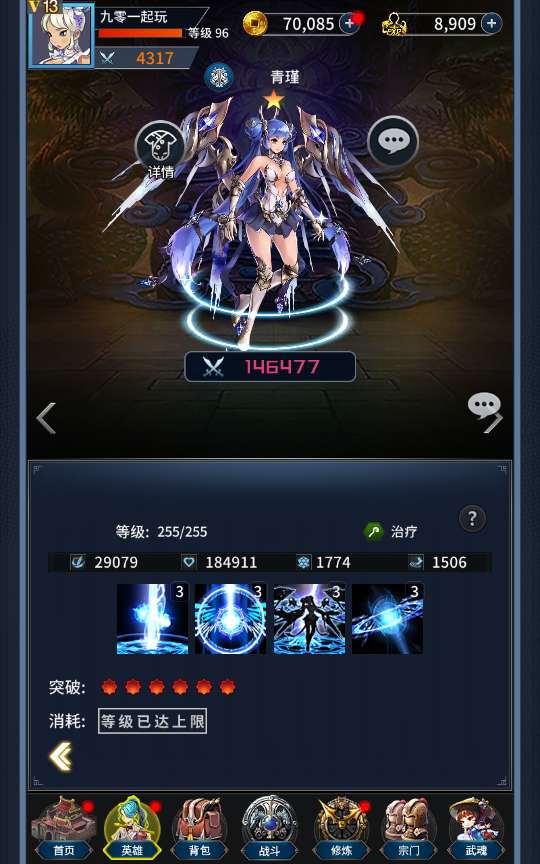 V13
九零一起玩
等级 96
4317
70,085
8,909
EXP
青瑾
详情
146477
?
等级: 255/255
治疗
29079
184911
1774
1506
3
3
3
3
突破:
消耗:
等级已达上限
首页
英雄
背包
战斗
修炼
宗门
武魂